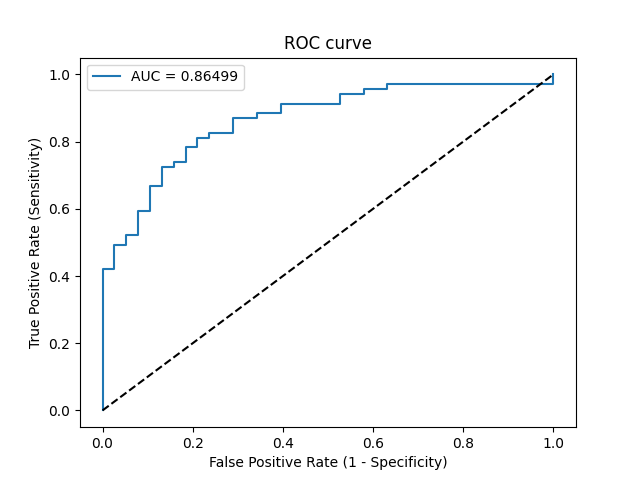 ROC curve
AUC = 0.86499
True Positive Rate (Sensitivity)
1.0
0.8
0.6
0.4
0.2
0.0
0.0 0.2 0.4 0.6 0.8 1.0
False Positive Rate (1 - Specificity)